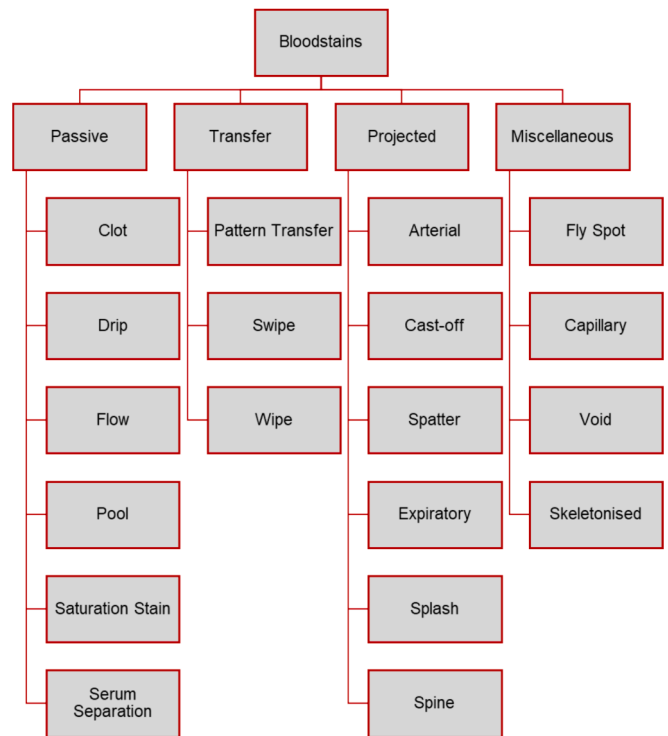 Bloodstains
Passive
Transfer
Projected
Miscellaneous
Clot
Pattern Transfer
Arterial
Fly Spot
Drip
Swipe
Cast-off
Capillary
Flow
Wipe
Spatter
Void
Pool
Expiratory
Skeletonised
Saturation Stain
Splash
Serum
Separation
Spine